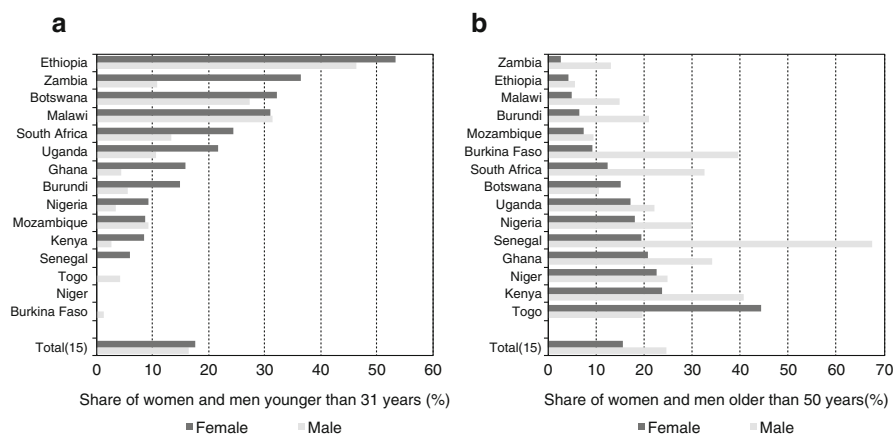 a
Ethiopia
Zambia
Botswana
Malawi
South Africa
Uganda
Ghana
Burundi
Nigeria
Mozambique
Kenya
Senegal
Togo
Niger
Burkina Faso
Total(15)
0 10 20 30 40 50 60
Share of women and men younger than 31 years (%)
Female Male
b
Zambia
Ethiopia
Malawi
Burundi
Mozambique
Burkina Faso
South Africa
Botswana
Uganda
Nigeria
Senegal
Ghana
Niger
Kenya
Togo
Total(15)
0 10 20 30 40 50 60 70
Share of women and men older than 50 years(%)
Female Male